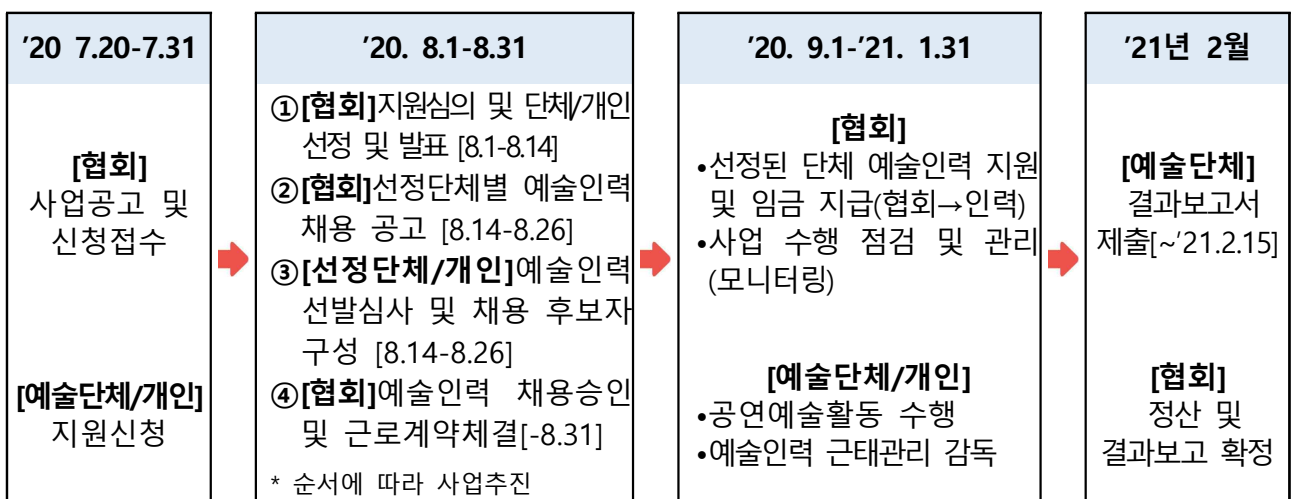 ’20 7.20-7.31
[협회]
사업공고 및
신청접수
[예술단체/개인]
지원신청
’20. 8.1-8.31
①[협회]지원심의 및 단체/개인
선정 및 발표 [8.1-8.14]
②[협회]선정단체별 예술인력
채용 공고 [8.14-8.26]
③[선정단체/개인]예술인력
선발심사 및 채용 후보자
구성 [8.14-8.26]
④[협회]예술인력 채용승인
및 근로계약체결[-8.31]
* 순서에 따라 사업추진
’20. 9.1-’21. 1.31
[협회]
•선정된 단체 예술인력 지원
및 임금 지급(협회→인력)
•사업 수행 점검 및 관리
(모니터링)
[예술단체/개인]
•공연예술활동 수행
•예술인력 근태관리 감독
’21년 2월
[예술단체]
결과보고서
제출[~’21.2.15]
[협회]
정산 및
결과보고 확정